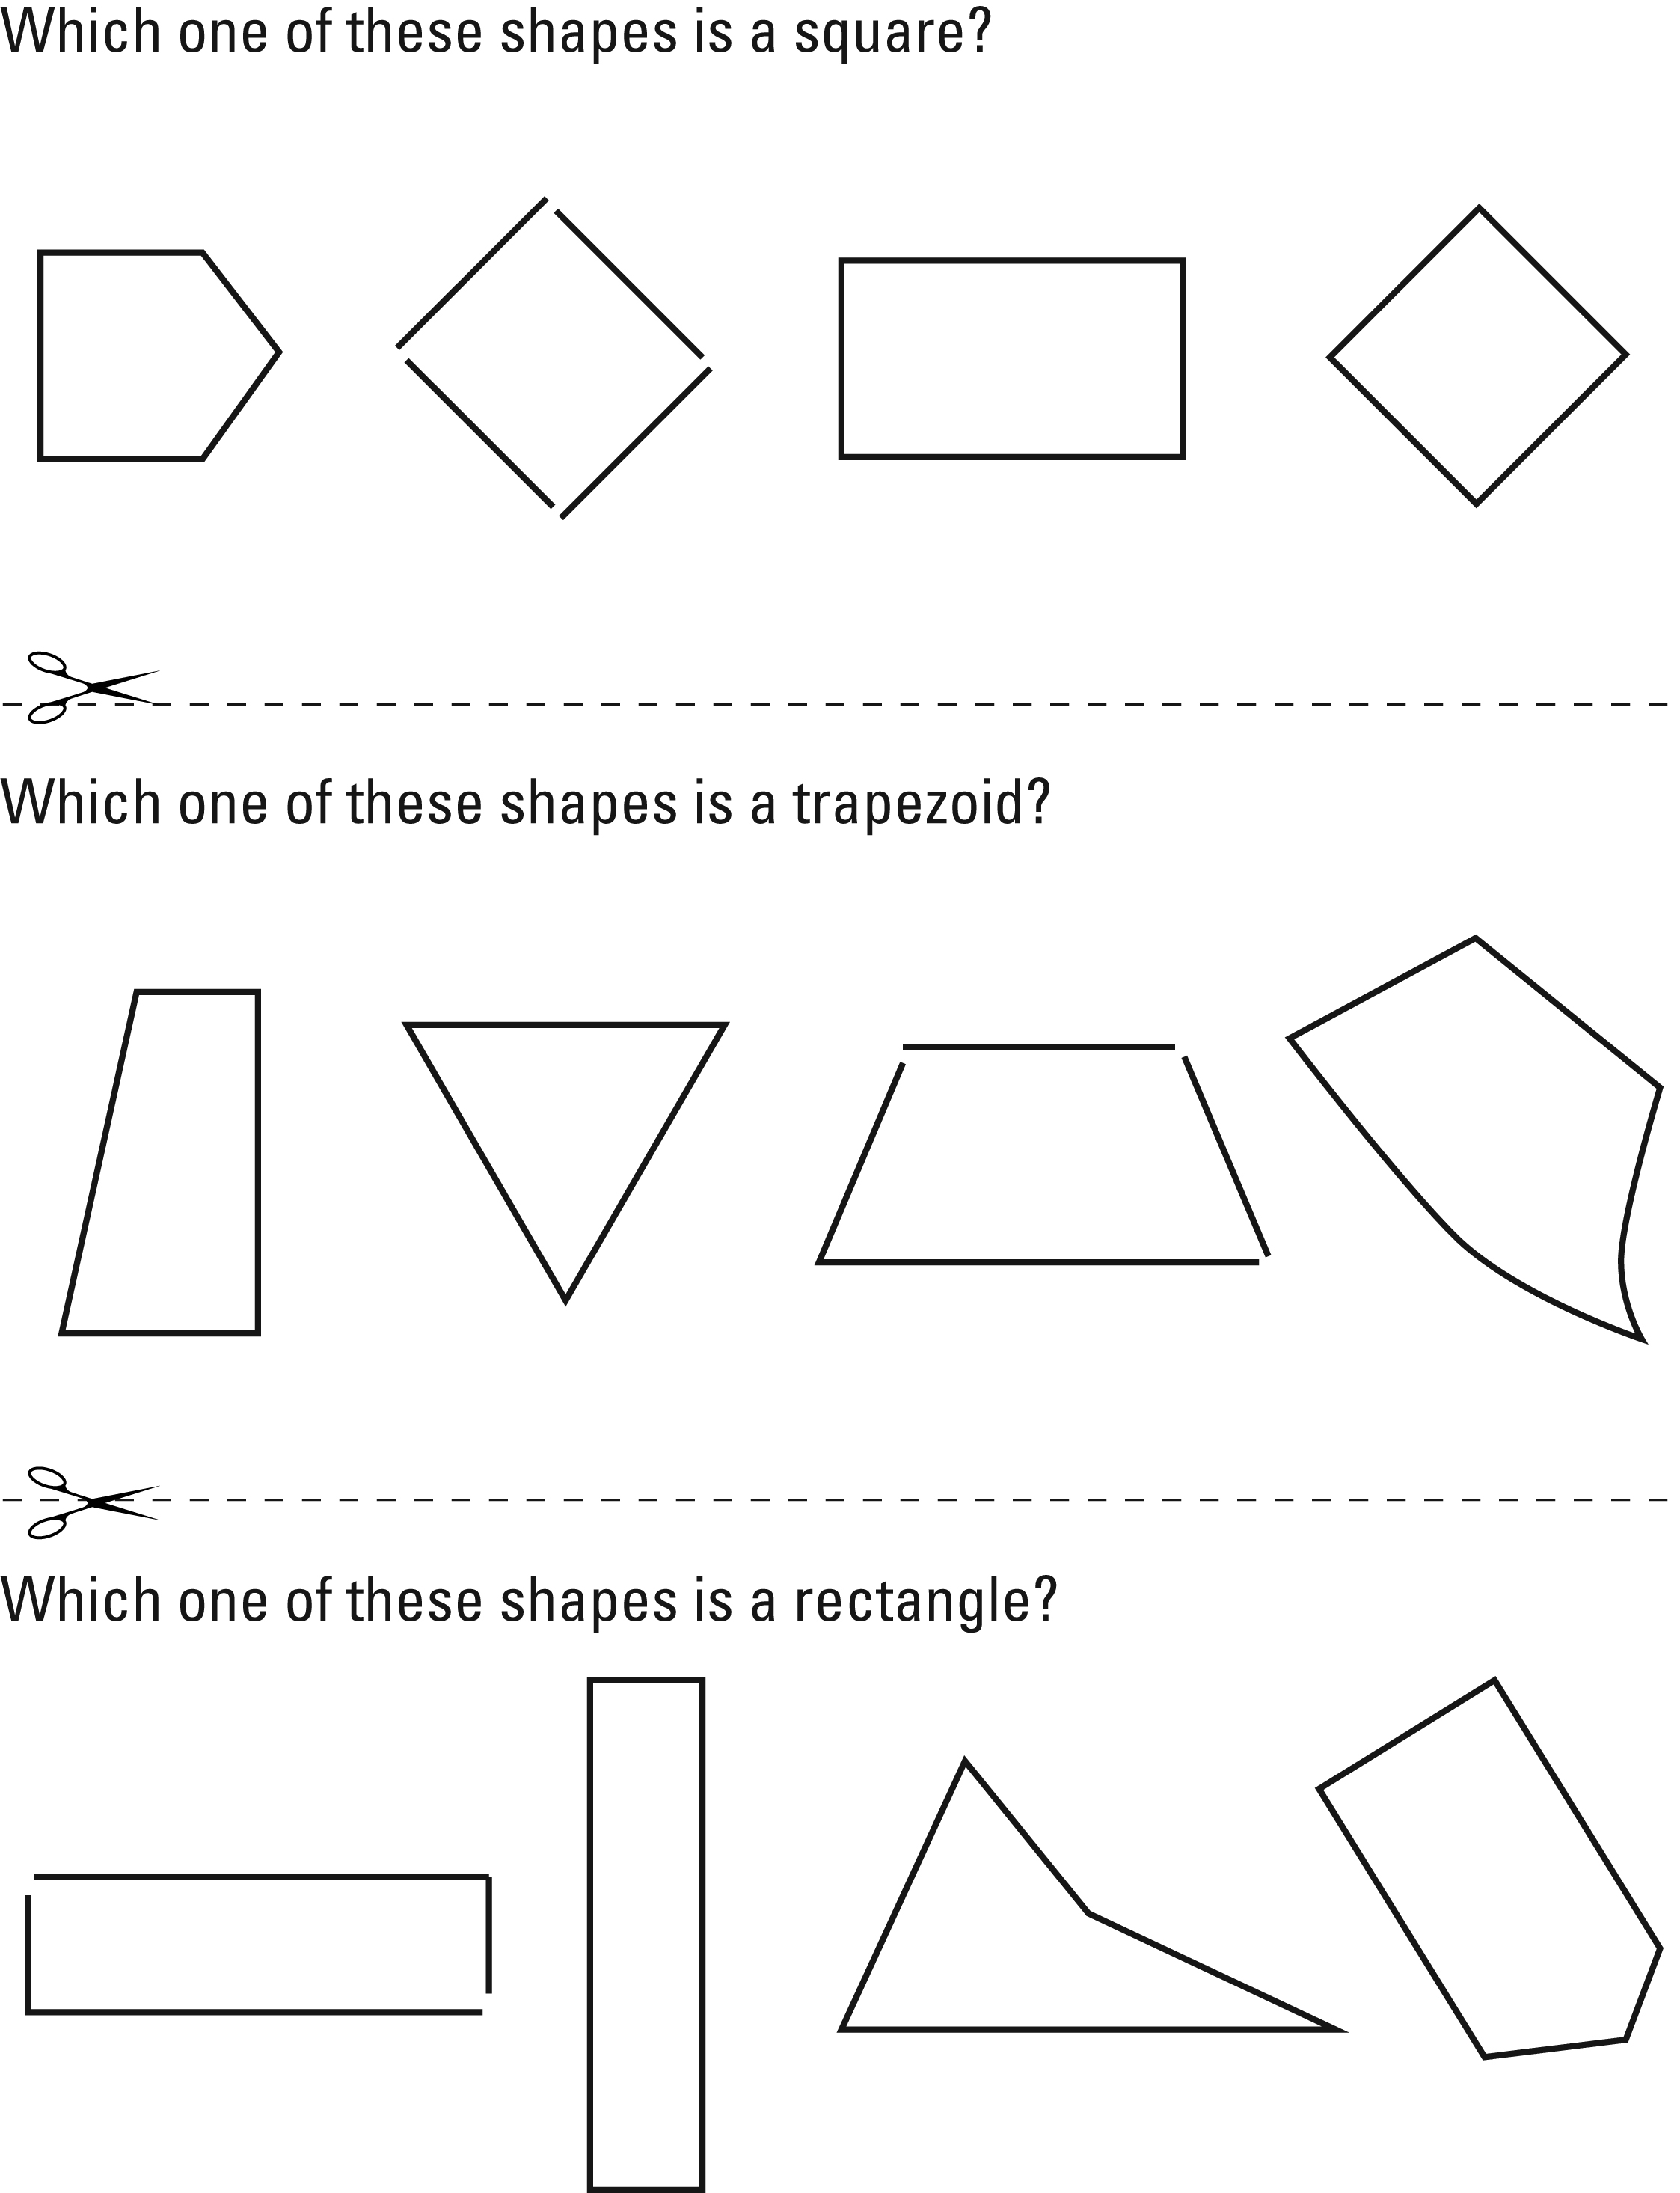 Which one of these shapes is a square?
Which one of these shapes is a trapezoid?
Which one of these shapes is a rectangle?